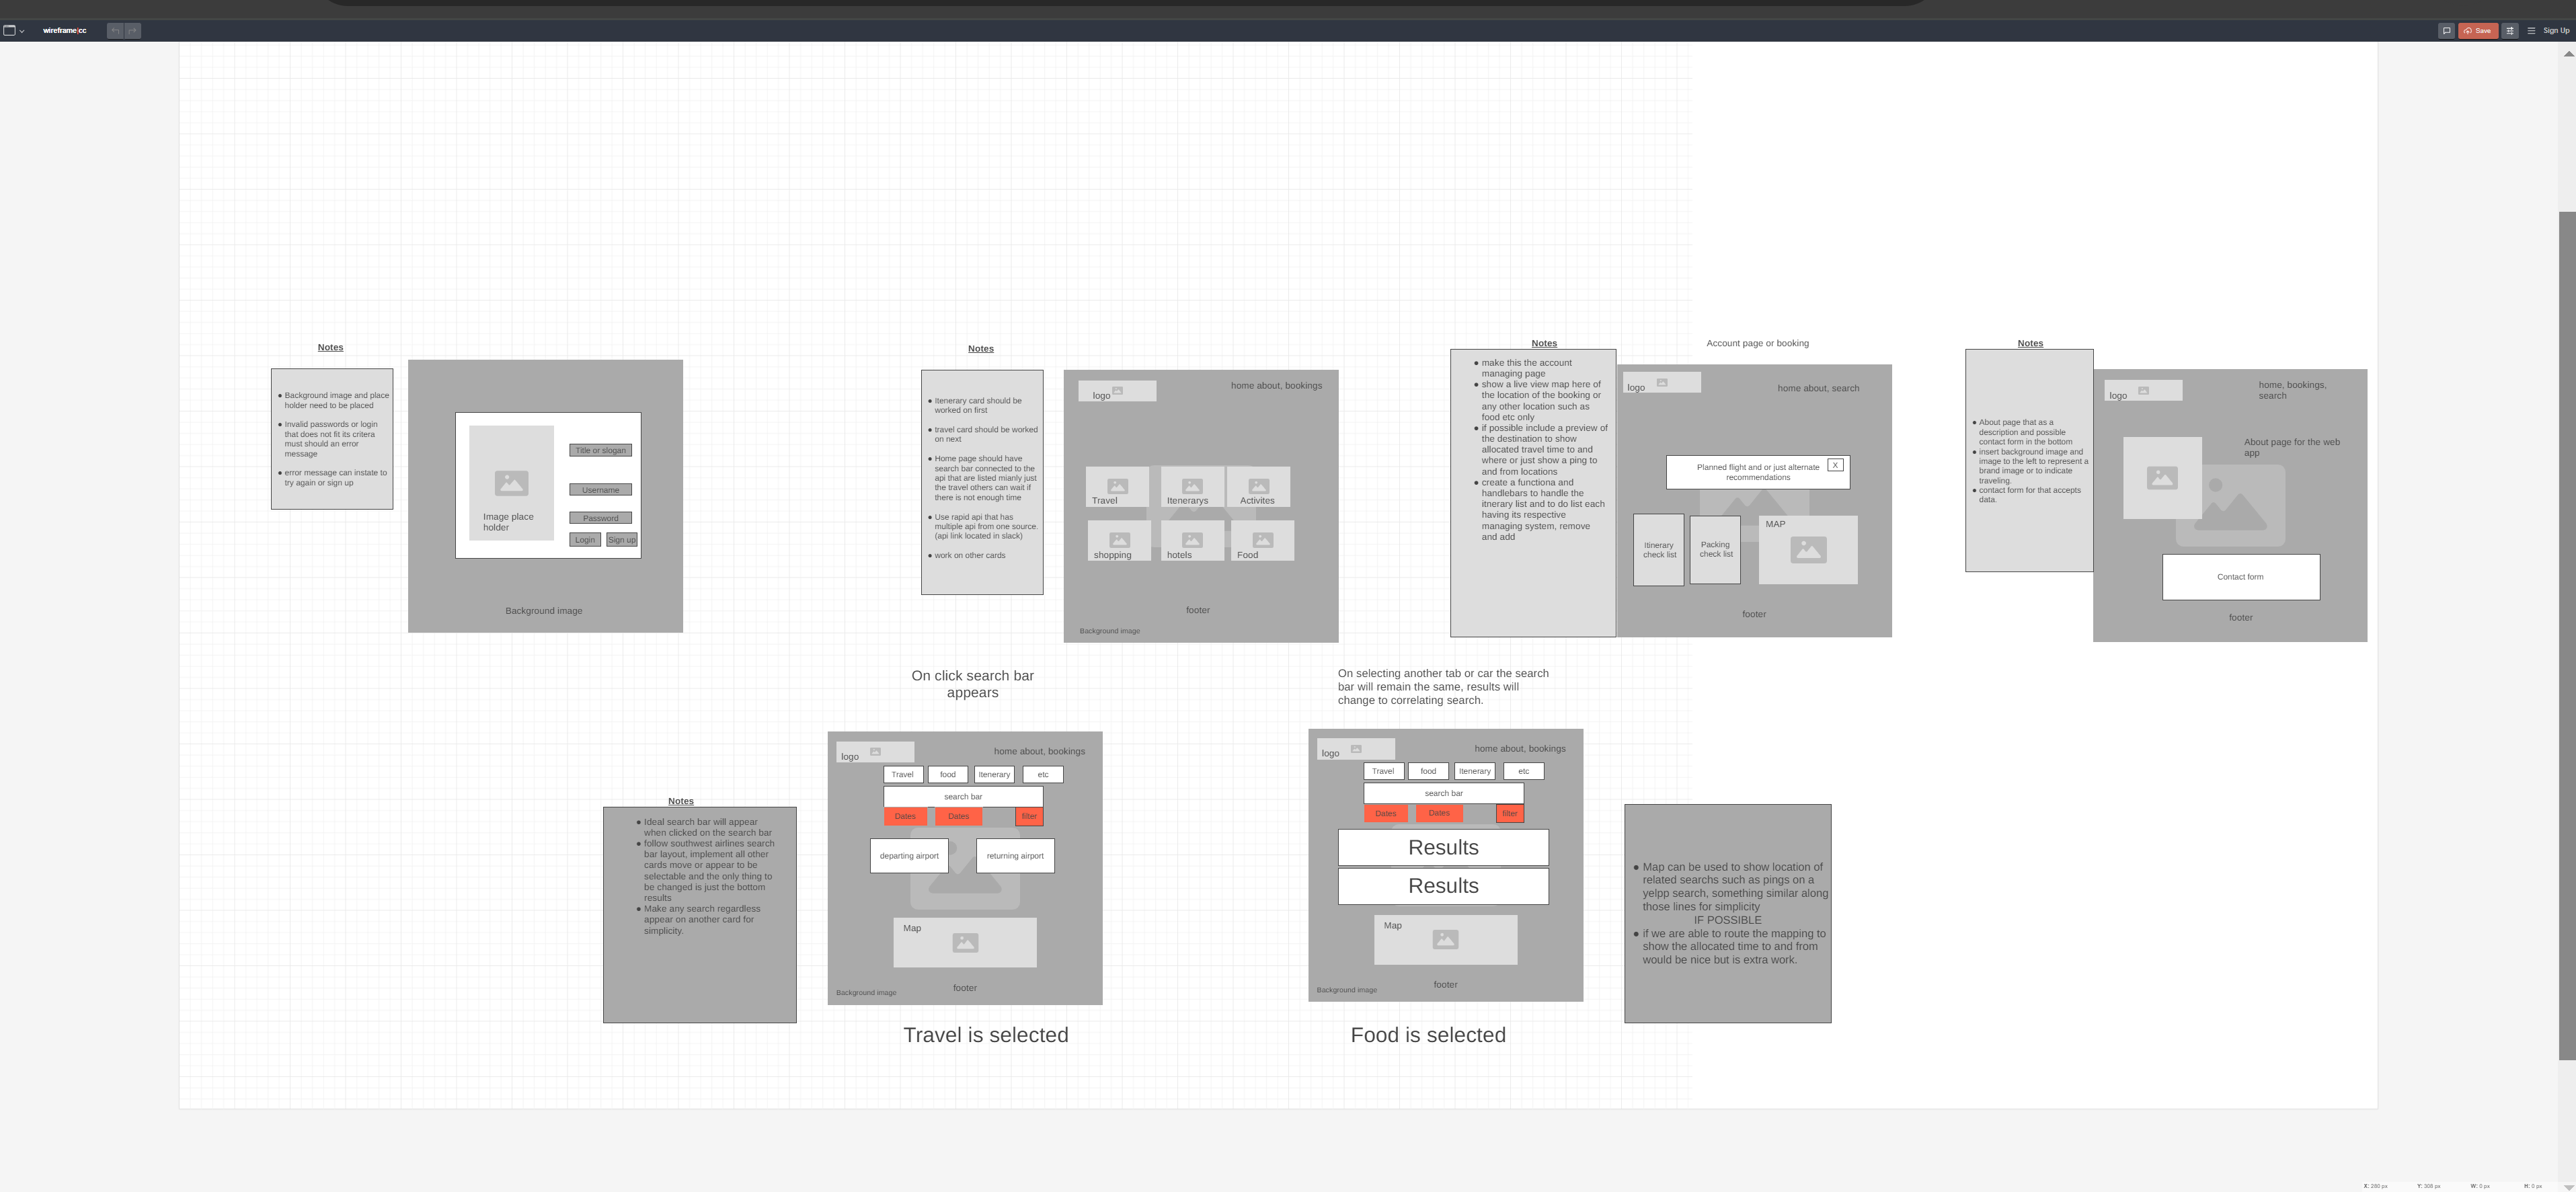 wireframe|cc
Save
Sign Up
Notes
● Background image and place
holder need to be placed
● Invalid passwords or login
that does not fit its critera
must should an error
message
● error message can instate to
try again or sign up
Title or slogan
Username
Password
Login
Sign up
Image place
holder
Background image
Notes
● Itenerary card should be
worked on first
● travel card should be worked
on next
● Home page should have
search bar connected to the
api that are listed mianly just
the travel others can wait if
there is not enough time
● Use rapid api that has
multiple api from one source.
(api link located in slack)
● work on other cards
logo
home about, bookings
Travel
Itenerarys
Activites
shopping
hotels
Food
footer
Background image
Notes
● make this the account
managing page
● show a live view map here of
the location of the booking or
any other location such as
food etc only
● if possible include a preview of
the destination to show
allocated travel time to and
where or just show a ping to
and from locations
● create a functiona and
handlebars to handle the
itnerary list and to do list each
having its respective
managing system, remove
and add
Account page or booking
logo
home about, search
Planned flight and or just alternate
recommendations
X
Itinerary
check list
Packing
check list
MAP
footer
Notes
● About page that as a
description and possible
contact form in the bottom
● insert background image and
image to the left to represent a
brand image or to indicate
traveling.
● contact form for that accepts
data.
logo
home, bookings,
search
About page for the web
app
Contact form
footer
On click search bar
appears
On selecting another tab or car the search
bar will remain the same, results will
change to correlating search.
Notes
● Ideal search bar will appear
when clicked on the search bar
● follow southwest airlines search
bar layout, implement all other
cards move or appear to be
selectable and the only thing to
be changed is just the bottom
results
● Make any search regardless
appear on another card for
simplicity.
logo
home about, bookings
Travel
food
Itenerary
etc
search bar
Dates
Dates
filter
departing airport
returning airport
Map
footer
Background image
Travel is selected
logo
home about, bookings
Travel
food
Itenerary
etc
search bar
Dates
Dates
filter
Results
Results
Map
footer
Background image
Food is selected
● Map can be used to show location of
related searchs such as pings on a
yelpp search, something similar along
those lines for simplicity
IF POSSIBLE
● if we are able to route the mapping to
show the allocated time to and from
would be nice but is extra work.
X: 280 px
Y: 308 px
W: 0 px
H: 0 px